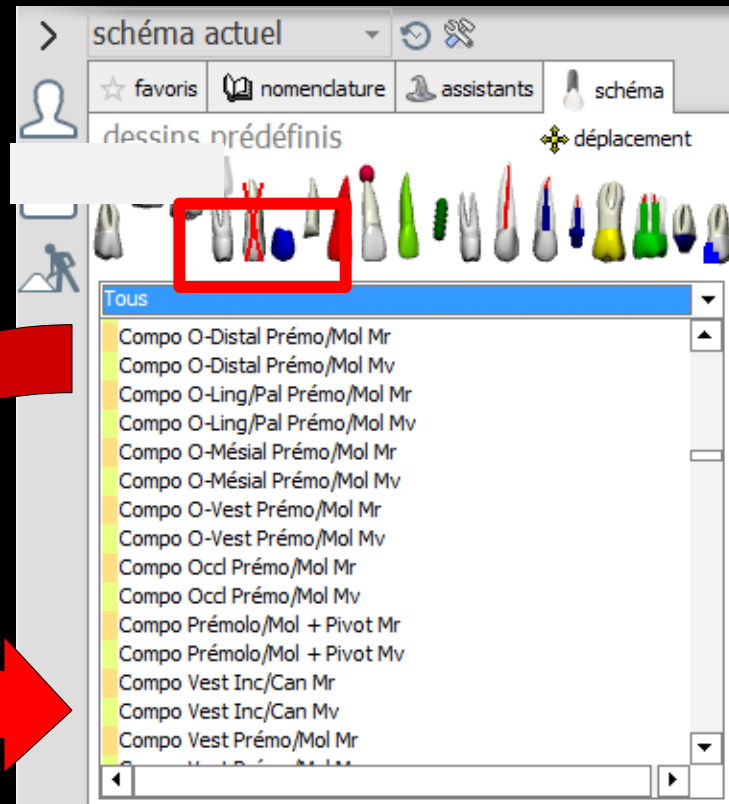 schéma actuel
favoris nomenclature assistants schéma
dessins prédéfinis déplacement
Tous
Compo O-Distal Prémo/Mol Mr
Compo O-Distal Prémo/Mol Mv
Compo O-Ling/Pal Prémo/Mol Mr
Compo O-Ling/Pal Prémo/Mol Mv
Compo O-Mésial Prémo/Mol Mr
Compo O-Mésial Prémo/Mol Mv
Compo O-Vest Prémo/Mol Mr
Compo O-Vest Prémo/Mol Mv
Compo Occl Prémo/Mol Mr
Compo Occl Prémo/Mol Mv
Compo Prémolo/Mol + Pivot Mr
Compo Prémolo/Mol + Pivot Mv
Compo Vest Inc/Can Mr
Compo Vest Inc/Can Mv
Compo Vest Prémo/Mol Mr